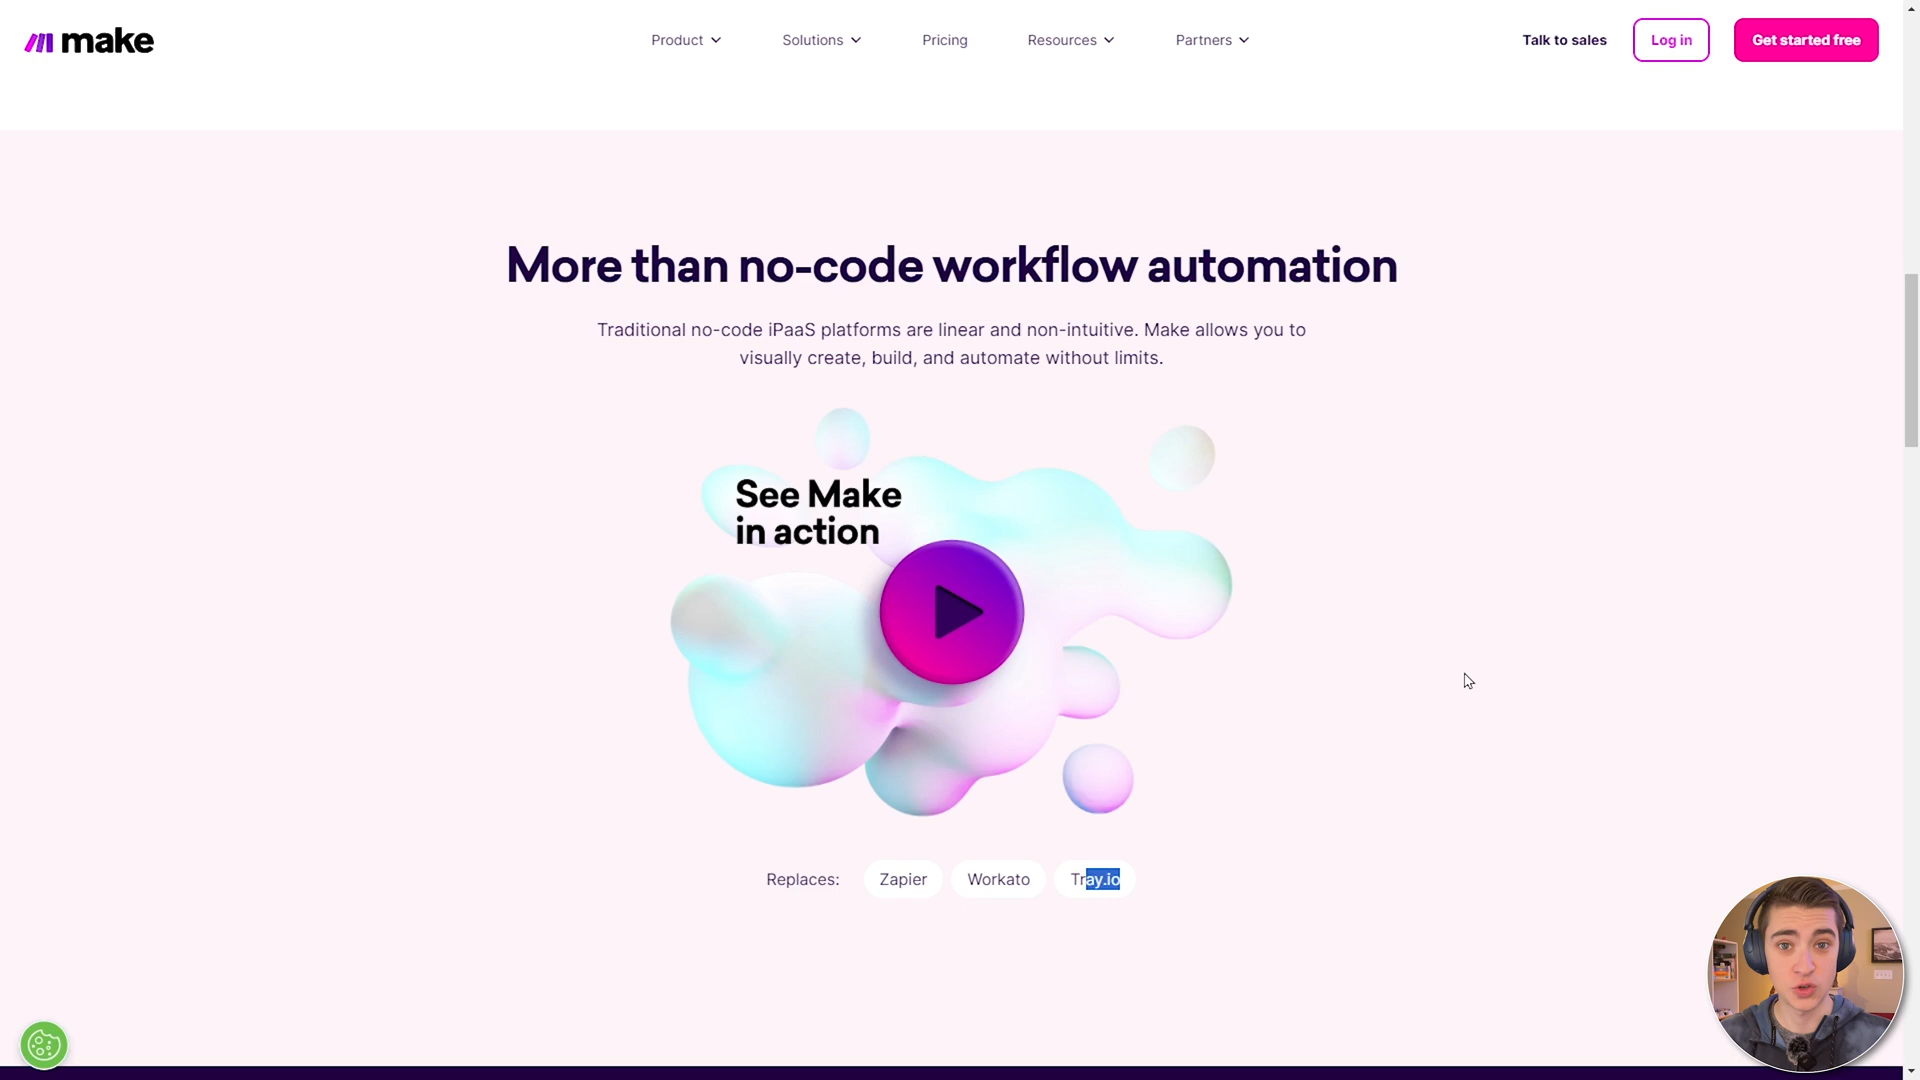 make
Product
Solutions
Pricing
Resources
Partners
Talk to sales
Log in
Get started free
More than no-code workflow automation
Traditional no-code iPaaS platforms are linear and non-intuitive. Make allows you to
visually create, build, and automate without limits.
See Make
in action
Replaces: Zapier Workato Tray.io